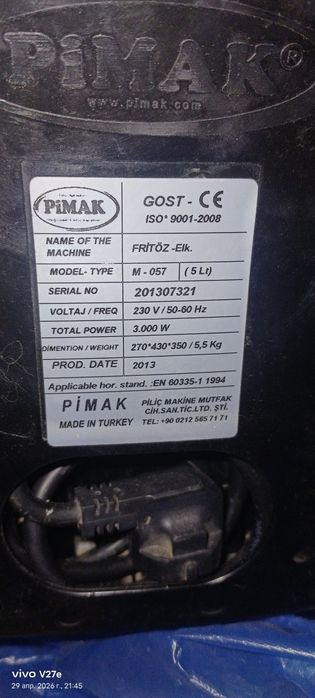 PiMAK®
www.pimak.com
PiMAK
GOST - CE
ISO* 9001-2008
NAME OF THE MACHINE FRİTÖZ -Elk.
MODEL- TYPE M - 057 ( 5 Lt)
SERIAL NO 201307321
VOLTAJ / FREQ 230 V / 50-60 Hz
TOTAL POWER 3.000 W
DIMENTION / WEIGHT 270*430*350 / 5,5 Kg
PROD. DATE 2013
Applicable hor. stand. :EN 60335-1 1994
PİMAK PİLİÇ MAKİNE MUTFAK
CİH.SAN.TİC.LTD. ŞTİ.
MADE IN TURKEY TEL: +90 0212 565 71 71
vivo V27e
29 апр. 2026 г., 21:45